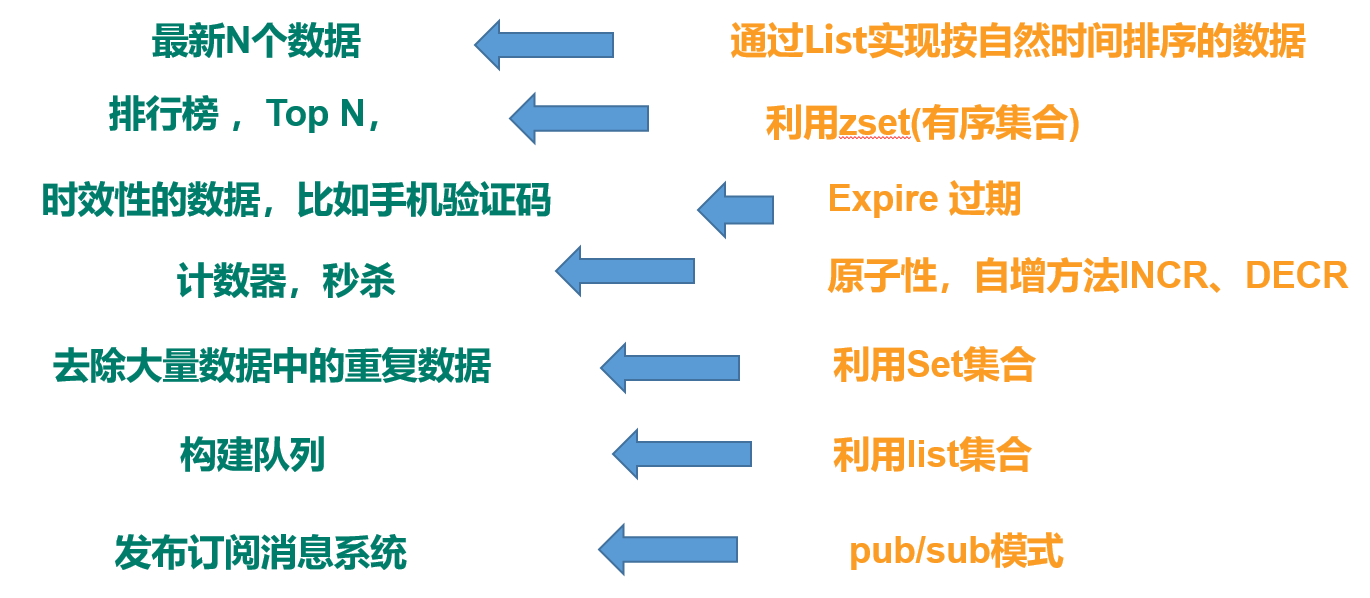 最新N个数据
通过List实现按自然时间排序的数据
排行榜，Top N，
利用zset(有序集合)
时效性的数据，比如手机验证码
Expire 过期
计数器，秒杀
原子性，自增方法INCR、DECR
去除大量数据中的重复数据
利用Set集合
构建队列
利用list集合
发布订阅消息系统
pub/sub模式